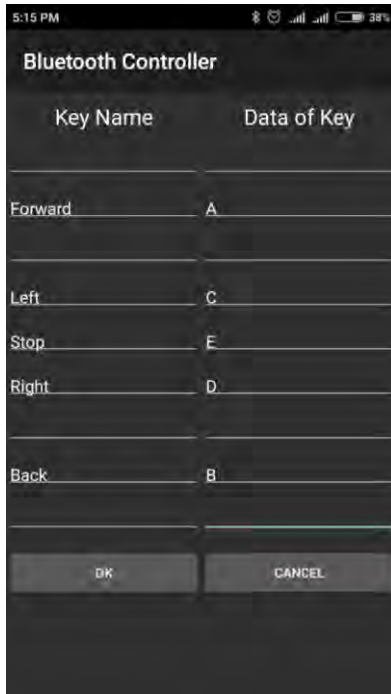 5:15 PM 38%
Bluetooth Controller
Key Name Data of Key
Forward A
Left C
Stop E
Right D
Back B
OK CANCEL